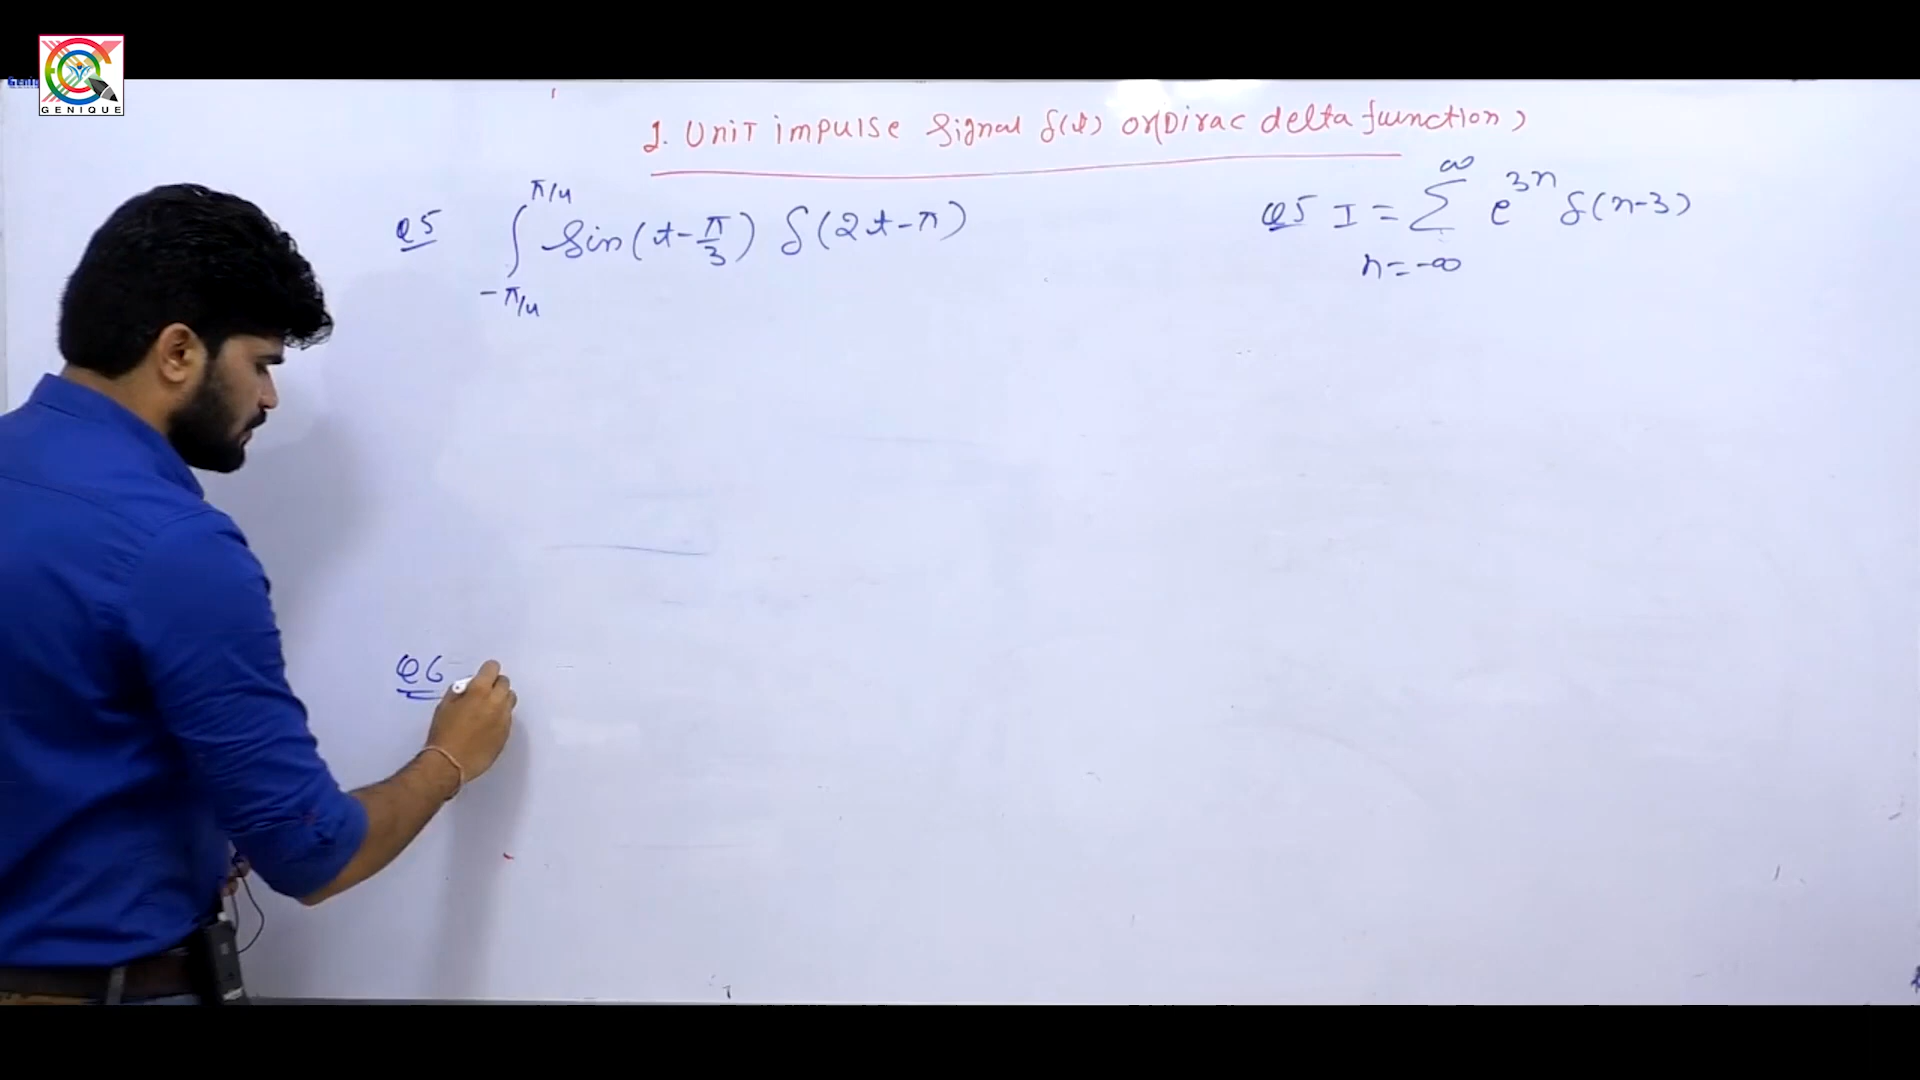 GENIQUE
1. Unit impulse signal δ(t) or (Dirac delta function)
Q5 ∫_{-π/4}^{π/4} sin(t-π/3) δ(2t-π)
Q5 I = ∑_{n=-∞}^{∞} e^{3n} δ(n-3)
Q6